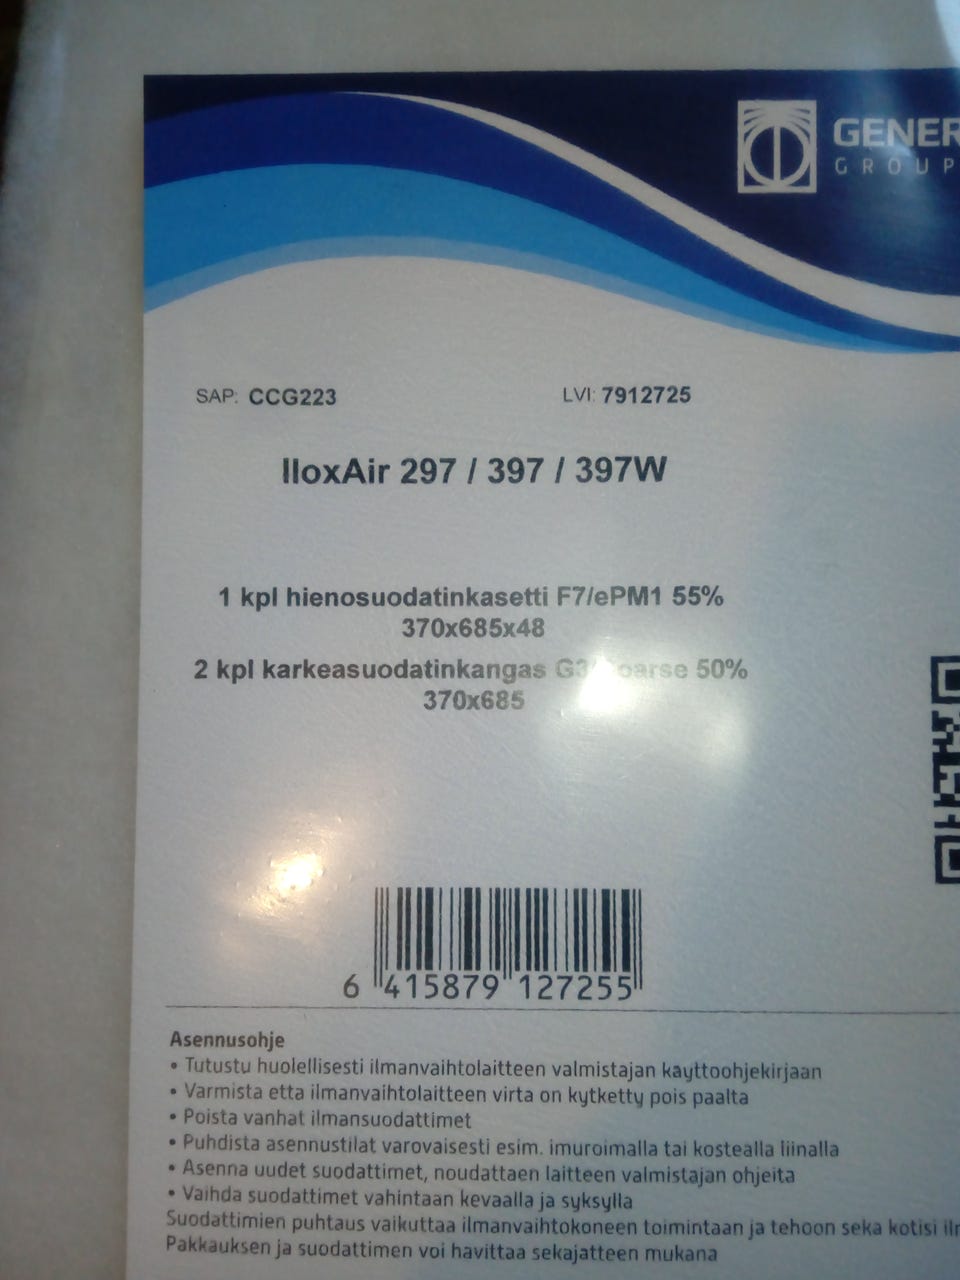 GENER
GROUP
SAP: CCG223 LVI: 7912725
IloxAir 297 / 397 / 397W
1 kpl hienosuodatinkasetti F7/ePM1 55%
370x685x48
2 kpl karkeasuodatinkangas 50%
370x685
6 415879 127255
Asennusohje
• Tutustu huolellisesti ilmanvaihtolaitteen valmistajan kayttoohjekirjaan
• Varmista etta ilmanvaihtolaitteen virta on kytketty pois paalta
• Poista vanhat ilmansuodattimet
• Puhdista asennustilat varovaisesti esim. imuroimalla tai kostealla liinalla
• Asenna uudet suodattimet, noudattaen laitteen valmistajan ohjeita
• Vaihda suodattimet vahintaan kevaalla ja syksylla
Suodattimien puhtaus vaikuttaa ilmanvaihtokoneen toimintaan ja tehoon seka kotisi
Pakkauksen ja suodattimen voi havittaa sekajatteen mukana